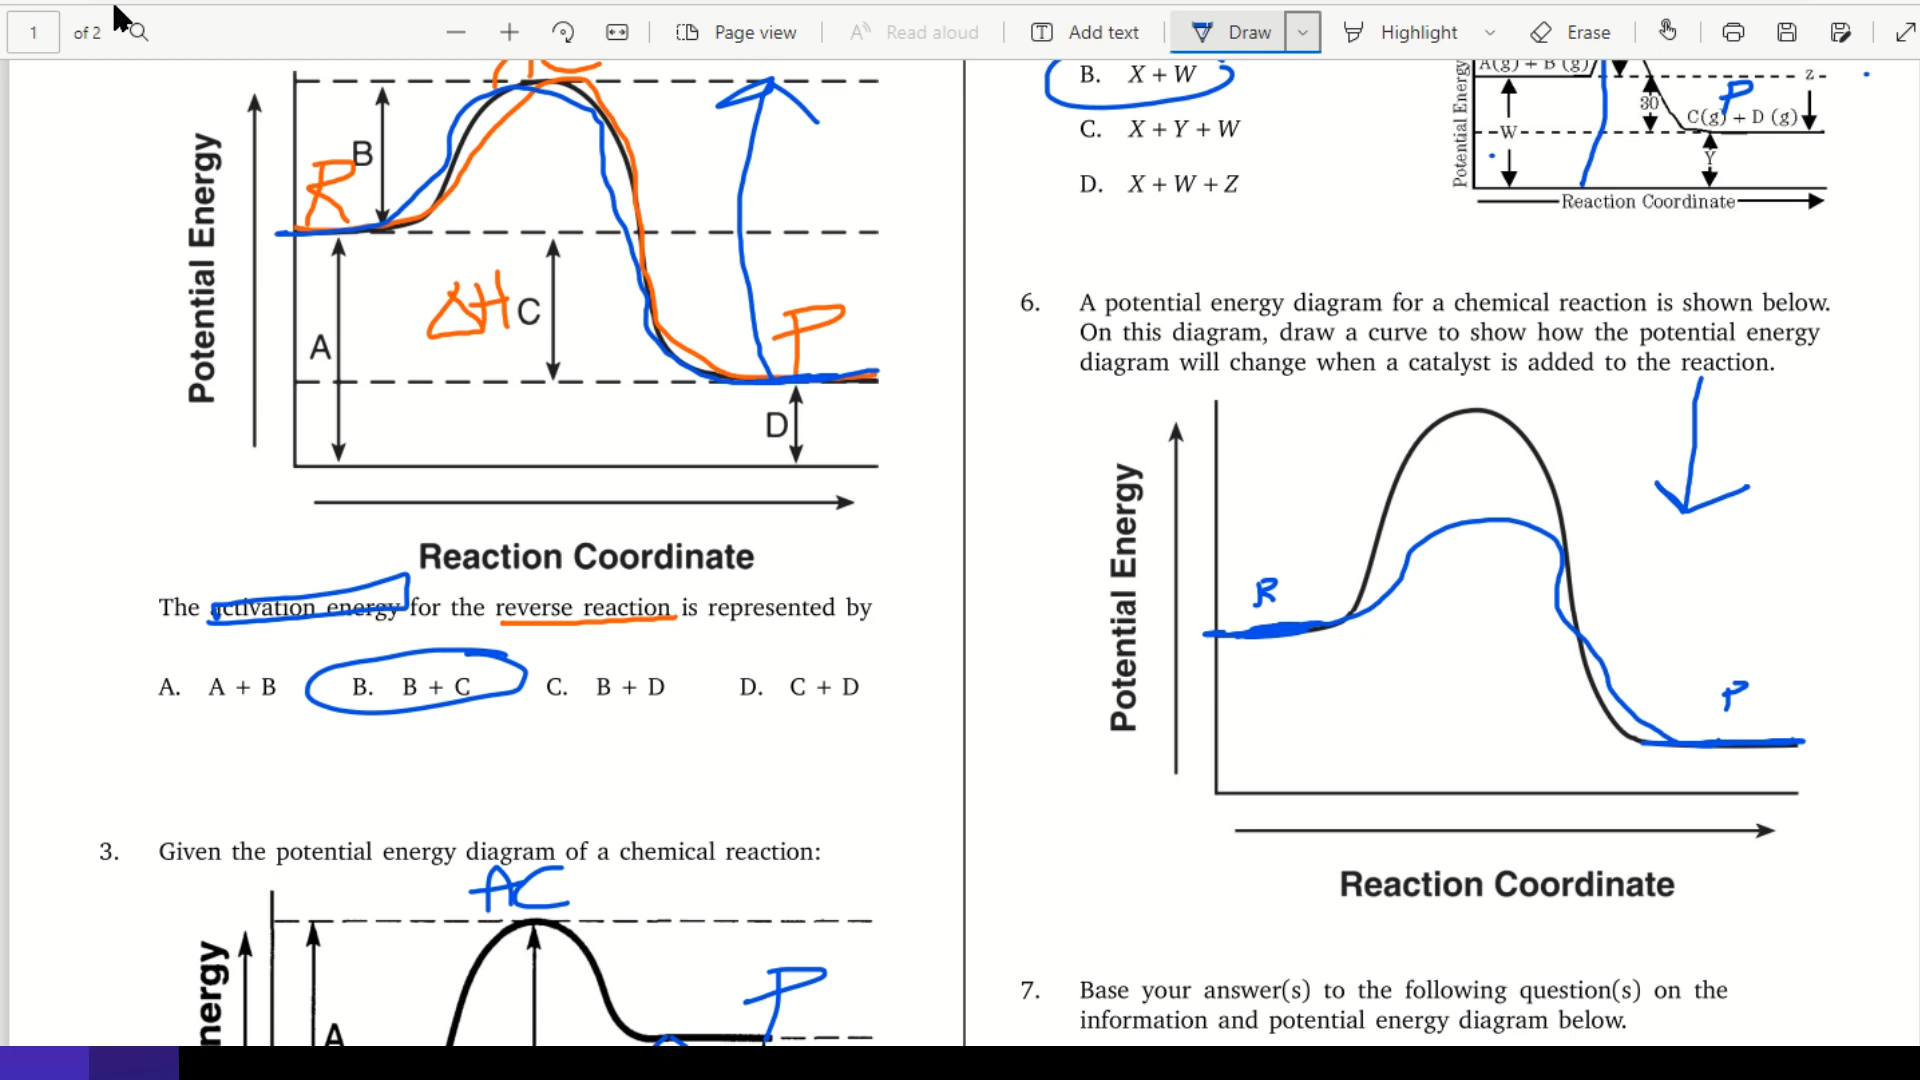 1 of 2 Page view Read aloud Add text Draw Highlight Erase
AC
B
R
Potential Energy
ΔH C
P
A
D
Reaction Coordinate
The activation energy for the reverse reaction is represented by
A. A + B B. B + C C. B + D D. C + D
3. Given the potential energy diagram of a chemical reaction:
AC
P
nergy
A
B. X + W
C. X + Y + W
D. X + W + Z
Potential Energy
A(g) + B (g)
Z
30
P
C(g) + D (g)
W
Y
Reaction Coordinate
6. A potential energy diagram for a chemical reaction is shown below.
On this diagram, draw a curve to show how the potential energy
diagram will change when a catalyst is added to the reaction.
Potential Energy
R
P
Reaction Coordinate
7. Base your answer(s) to the following question(s) on the
information and potential energy diagram below.